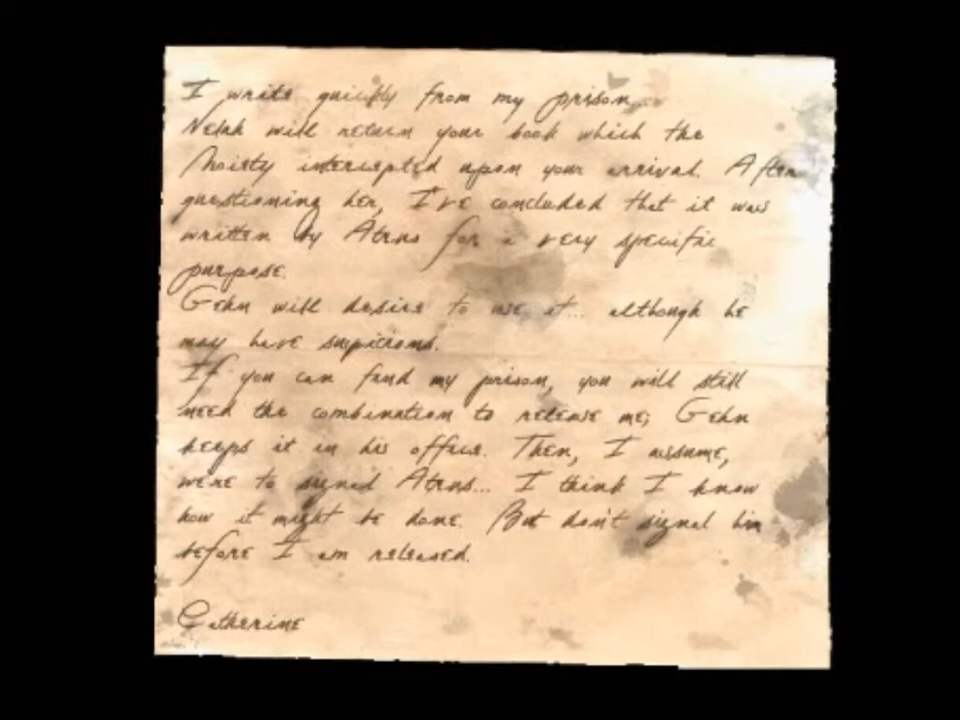 I write quickly from my prison...
Nelah will return your book which the
Moiety intercepted upon your arrival. After
questioning her, I've concluded that it was
written by Atrus for a very specific
purpose.
Gehn will desire to use it... although he
may have suspicions.
If you can find my prison, you will still
need the combination to release me; Gehn
keeps it in his office. Then, I assume,
we're to signal Atrus... I think I know
how it might be done. But don't signal him
before I am released.
Catherine